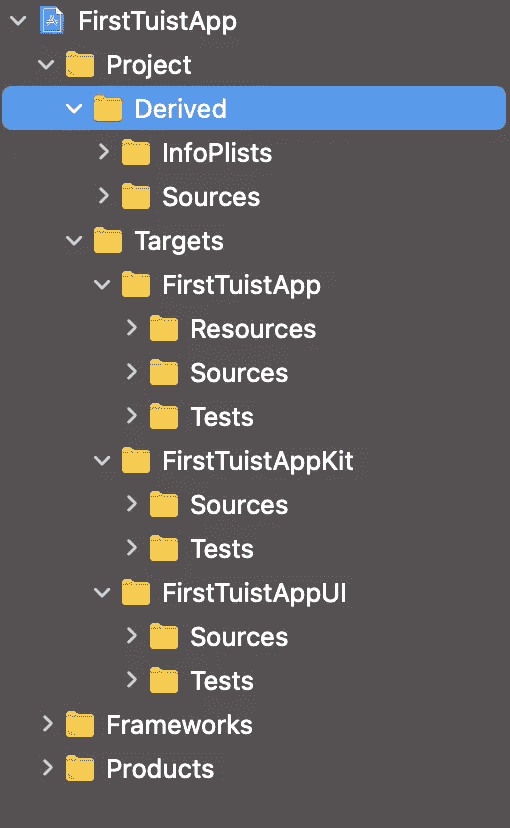 FirstTuistApp
Project
Derived
InfoPlists
Sources
Targets
FirstTuistApp
Resources
Sources
Tests
FirstTuistAppKit
Sources
Tests
FirstTuistAppUI
Sources
Tests
Frameworks
Products